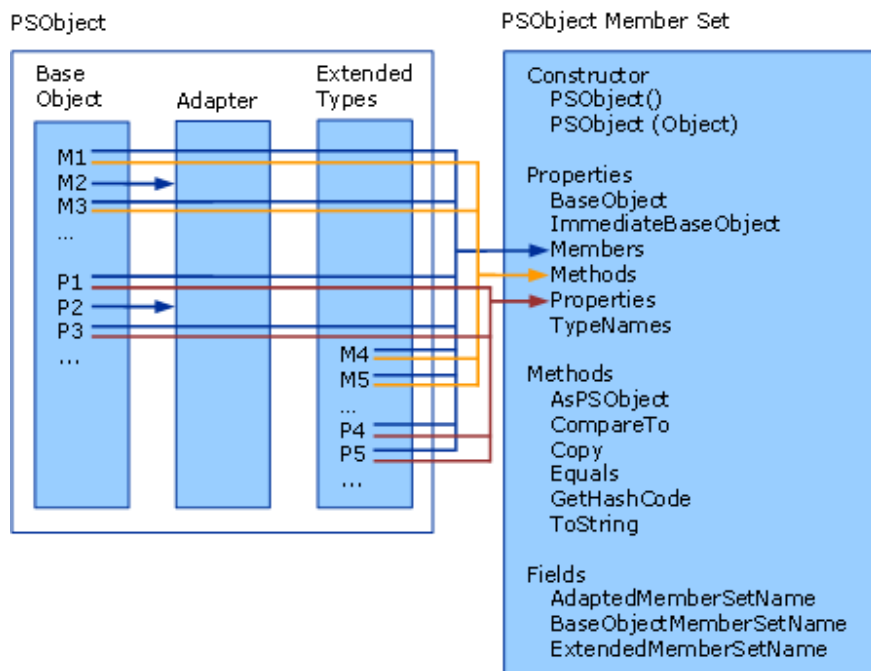 PSObject
Base
Object
Adapter
Extended
Types
M1
M2
M3
...
P1
P2
P3
...
M4
M5
...
P4
P5
...
PSObject Member Set
Constructor
PSObject()
PSObject (Object)
Properties
BaseObject
ImmediateBaseObject
Members
Methods
Properties
TypeNames
Methods
AsPSObject
CompareTo
Copy
Equals
GetHashCode
ToString
Fields
AdaptedMemberSetName
BaseObjectMemberSetName
ExtendedMemberSetName